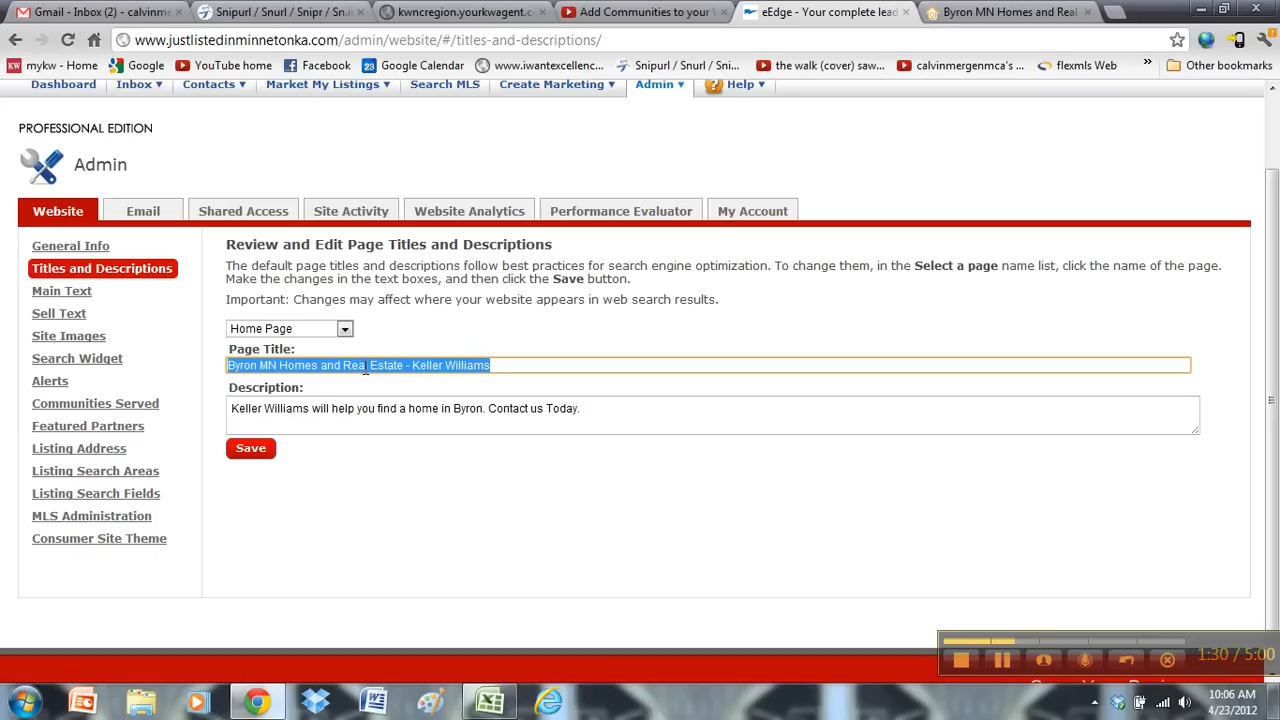 Gmail - Inbox (2) - calvinme
Snipurl / Snurl / Snipr / Sn.
kwncregion.yourkwagent.c
Add Communities to your
eEdge - Your complete lead
Byron MN Homes and Real
www.justlistedinminnetonka.com/admin/website/#/titles-and-descriptions/
mykw - Home
Google
YouTube home
Facebook
Google Calendar
www.iwantexcellenc...
Snipurl / Snurl / Sni...
the walk (cover) saw...
calvinmergenmca's ...
flexmls Web
Other bookmarks
Dashboard
Inbox
Contacts
Market My Listings
Search MLS
Create Marketing
Admin
Help
PROFESSIONAL EDITION
Admin
Website
Email
Shared Access
Site Activity
Website Analytics
Performance Evaluator
My Account
General Info
Titles and Descriptions
Main Text
Sell Text
Site Images
Search Widget
Alerts
Communities Served
Featured Partners
Listing Address
Listing Search Areas
Listing Search Fields
MLS Administration
Consumer Site Theme
Review and Edit Page Titles and Descriptions
The default page titles and descriptions follow best practices for search engine optimization. To change them, in the Select a page name list, click the name of the page.
Make the changes in the text boxes, and then click the Save button.
Important: Changes may affect where your website appears in web search results.
Home Page
Page Title:
Byron MN Homes and Real Estate - Keller Williams
Description:
Keller Williams will help you find a home in Byron. Contact us Today.
Save
1:30 / 5:00
10:06 AM
4/23/2012